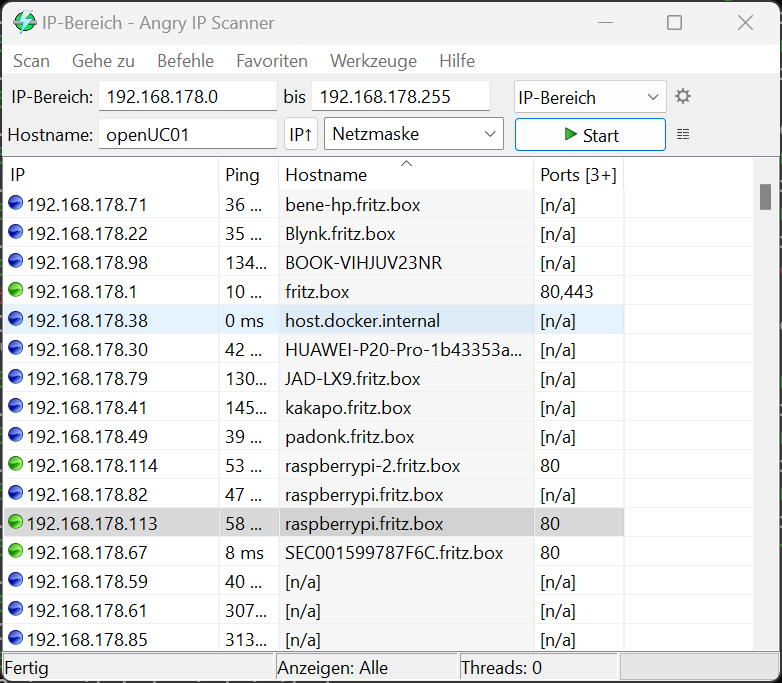 IP-Bereich - Angry IP Scanner
Scan Gehe zu Befehle Favoriten Werkzeuge Hilfe
IP-Bereich: 192.168.178.0 bis 192.168.178.255 IP-Bereich
Hostname: openUC01 IP↑ Netzmaske Start
IP Ping Hostname Ports [3+]
192.168.178.71 36 ... bene-hp.fritz.box [n/a]
192.168.178.22 35 ... Blynk.fritz.box [n/a]
192.168.178.98 134... BOOK-VIHJUV23NR [n/a]
192.168.178.1 10 ... fritz.box 80,443
192.168.178.38 0 ms host.docker.internal [n/a]
192.168.178.30 42 ... HUAWEI-P20-Pro-1b43353a... [n/a]
192.168.178.79 130... JAD-LX9.fritz.box [n/a]
192.168.178.41 145... kakapo.fritz.box [n/a]
192.168.178.49 39 ... padonk.fritz.box [n/a]
192.168.178.114 53 ... raspberrypi-2.fritz.box 80
192.168.178.82 47 ... raspberrypi.fritz.box [n/a]
192.168.178.113 58 ... raspberrypi.fritz.box 80
192.168.178.67 8 ms SEC001599787F6C.fritz.box 80
192.168.178.59 40 ... [n/a] [n/a]
192.168.178.61 307... [n/a] [n/a]
192.168.178.85 313... [n/a] [n/a]
Fertig Anzeigen: Alle Threads: 0